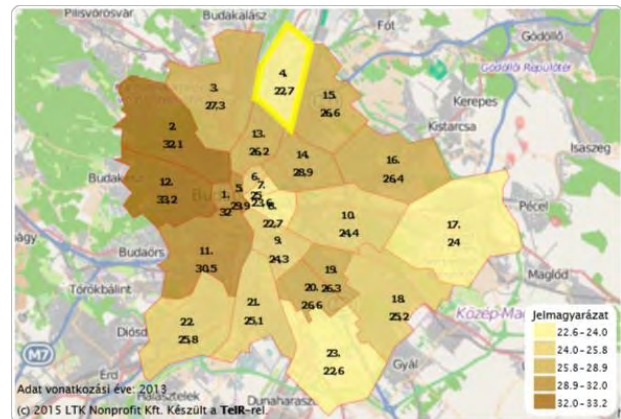 Pilisvörösvár
Budakalász
Fót
Gödöllő
Gödöllői Repülőtér
4.
22,7
3.
27,3
15.
26,6
Kerepes
Kistarcsa
2.
32,1
13.
26,2
14.
28,9
Isaszeg
16.
26,4
12.
33,2
6.
25
7.
23,6
5.
29,9
1.
32
8.
22,7
10.
24,4
17.
24
Pécel
Budaörs
11.
30,5
9.
24,3
Törökbálint
19.
26,3
20.
26,6
Maglód
21.
25,1
18.
25,2
22.
25,8
Diósd
23.
22,6
Gyál
M7
Érd
Halásztelek
Dunaharaszti
Jelmagyarázat
22.6-24.0
24.0-25.8
25.8-28.9
28.9-32.0
32.0-33.2
Adat vonatkozási éve: 2013
(c) 2015 LTK Nonprofit Kft. Készült a TeIR-rel.